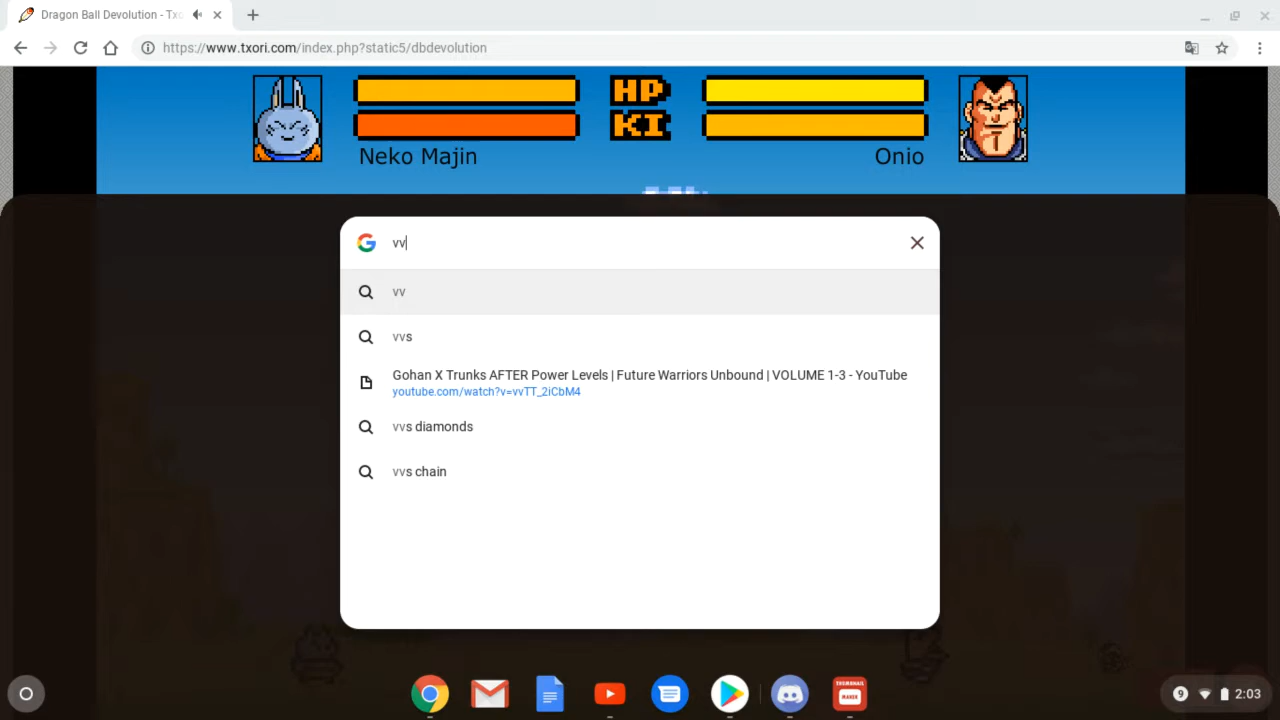 Dragon Ball Devolution - Txo
https://www.txori.com/index.php?static5/dbdevolution
HP
KI
Neko Majin
Onio
vv
vv
vvs
Gohan X Trunks AFTER Power Levels | Future Warriors Unbound | VOLUME 1-3 - YouTube
youtube.com/watch?v=vvTT_2iCbM4
vvs diamonds
vvs chain
THUMBNAIL
MAKER
9
2:03